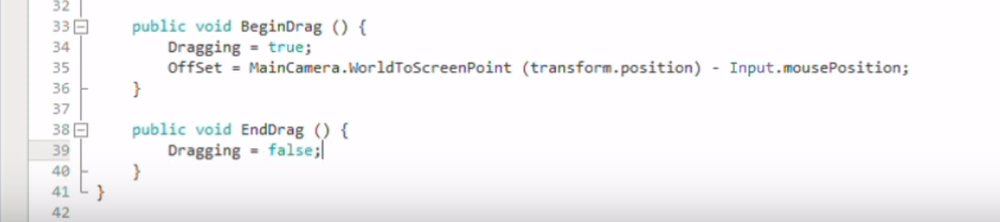 32
33 public void BeginDrag () {
34 Dragging = true;
35 OffSet = MainCamera.WorldToScreenPoint (transform.position) - Input.mousePosition;
36 }
37
38 public void EndDrag () {
39 Dragging = false;
40 }
41 }
42